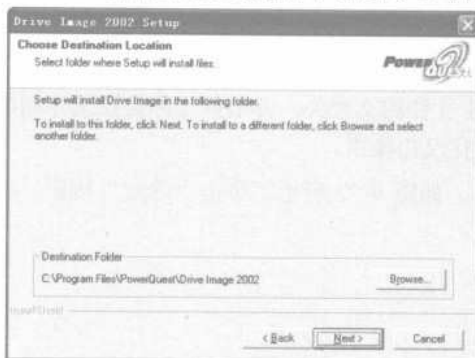 Drive Image 2002 Setup
Choose Destination Location
Select folder where Setup will install files.
PowerQuest
Setup will install Drive Image in the following folder.
To install to this folder, click Next. To install to a different folder, click Browse and select
another folder.
Destination Folder
C:\Program Files\PowerQuest\Drive Image 2002
Browse...
InstallShield
< Back
Next >
Cancel